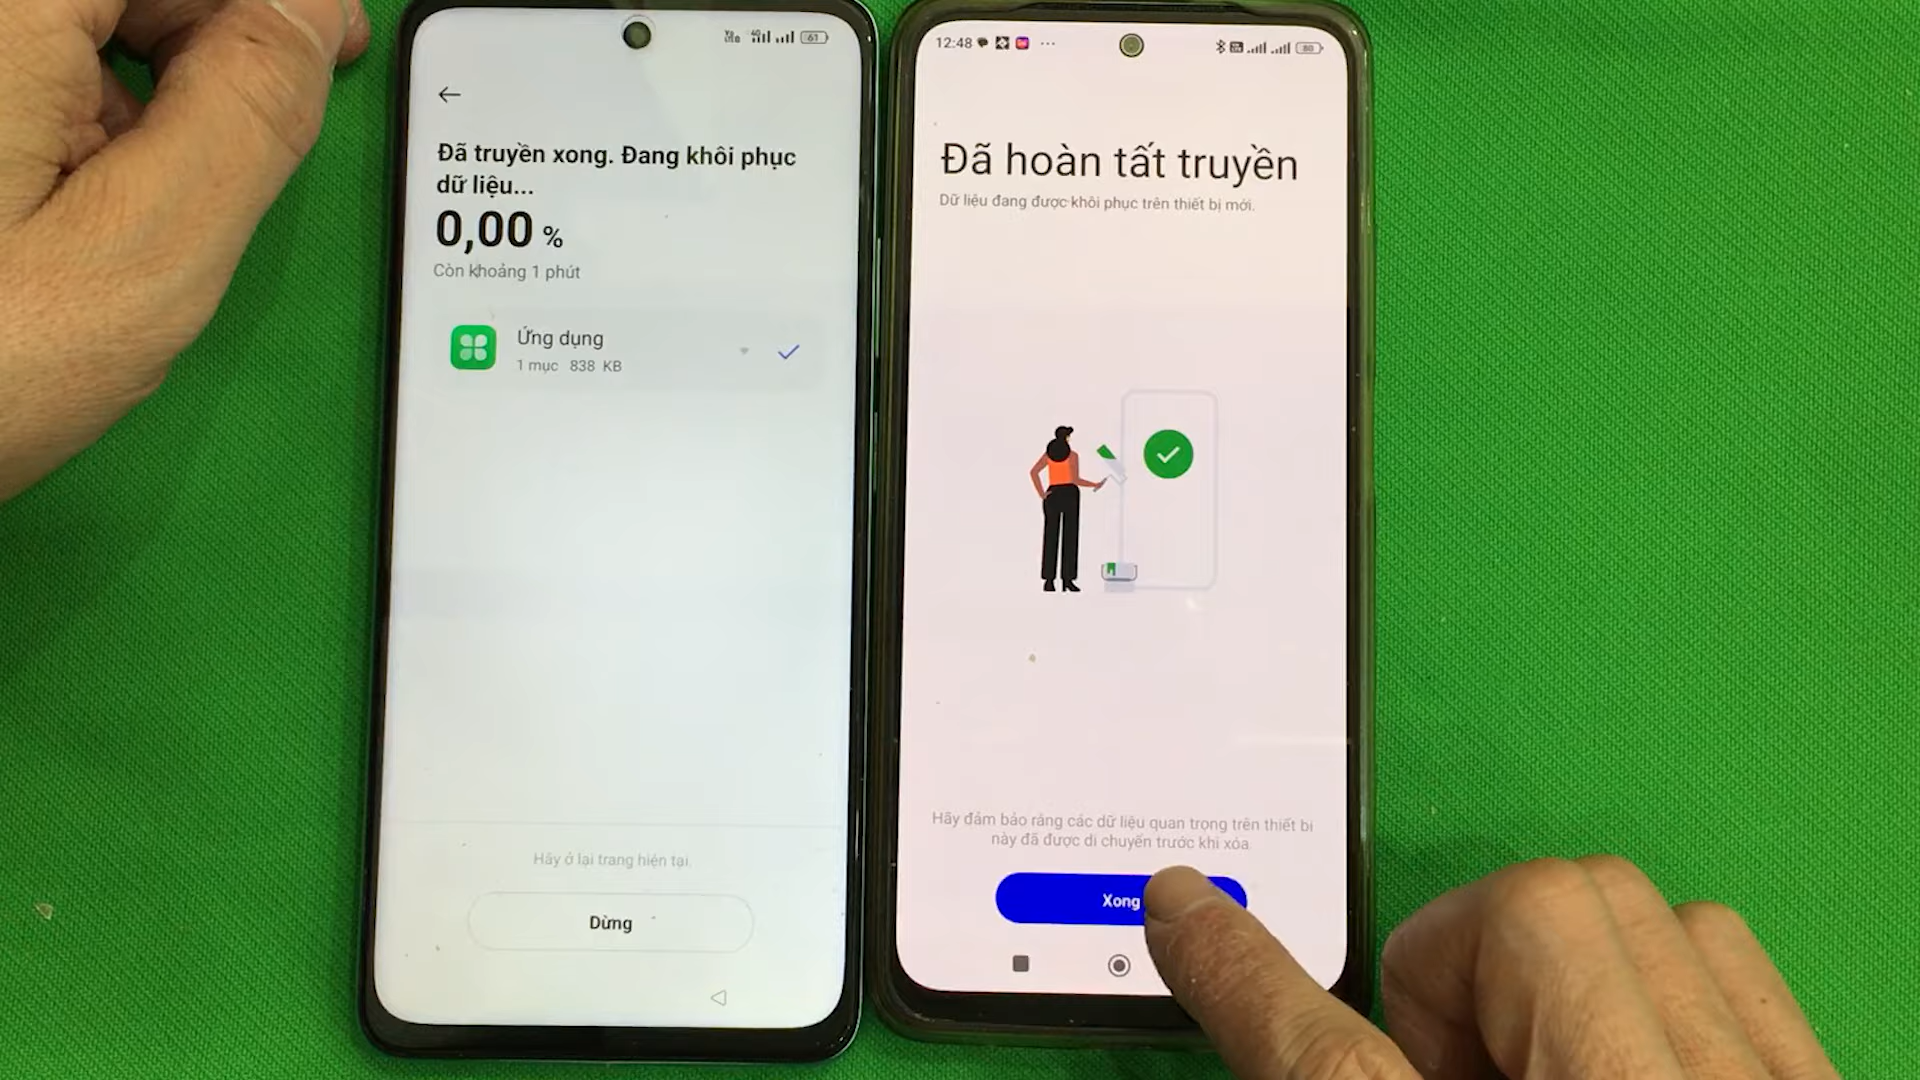 61
Đã truyền xong. Đang khôi phục
dữ liệu...
0,00 %
Còn khoảng 1 phút
Ứng dụng
1 mục 838 KB
Hãy ở lại trang hiện tại.
Dừng
12:48
80
Đã hoàn tất truyền
Dữ liệu đang được khôi phục trên thiết bị mới.
Hãy đảm bảo rằng các dữ liệu quan trọng trên thiết bị
này đã được di chuyển trước khi xóa
Xong